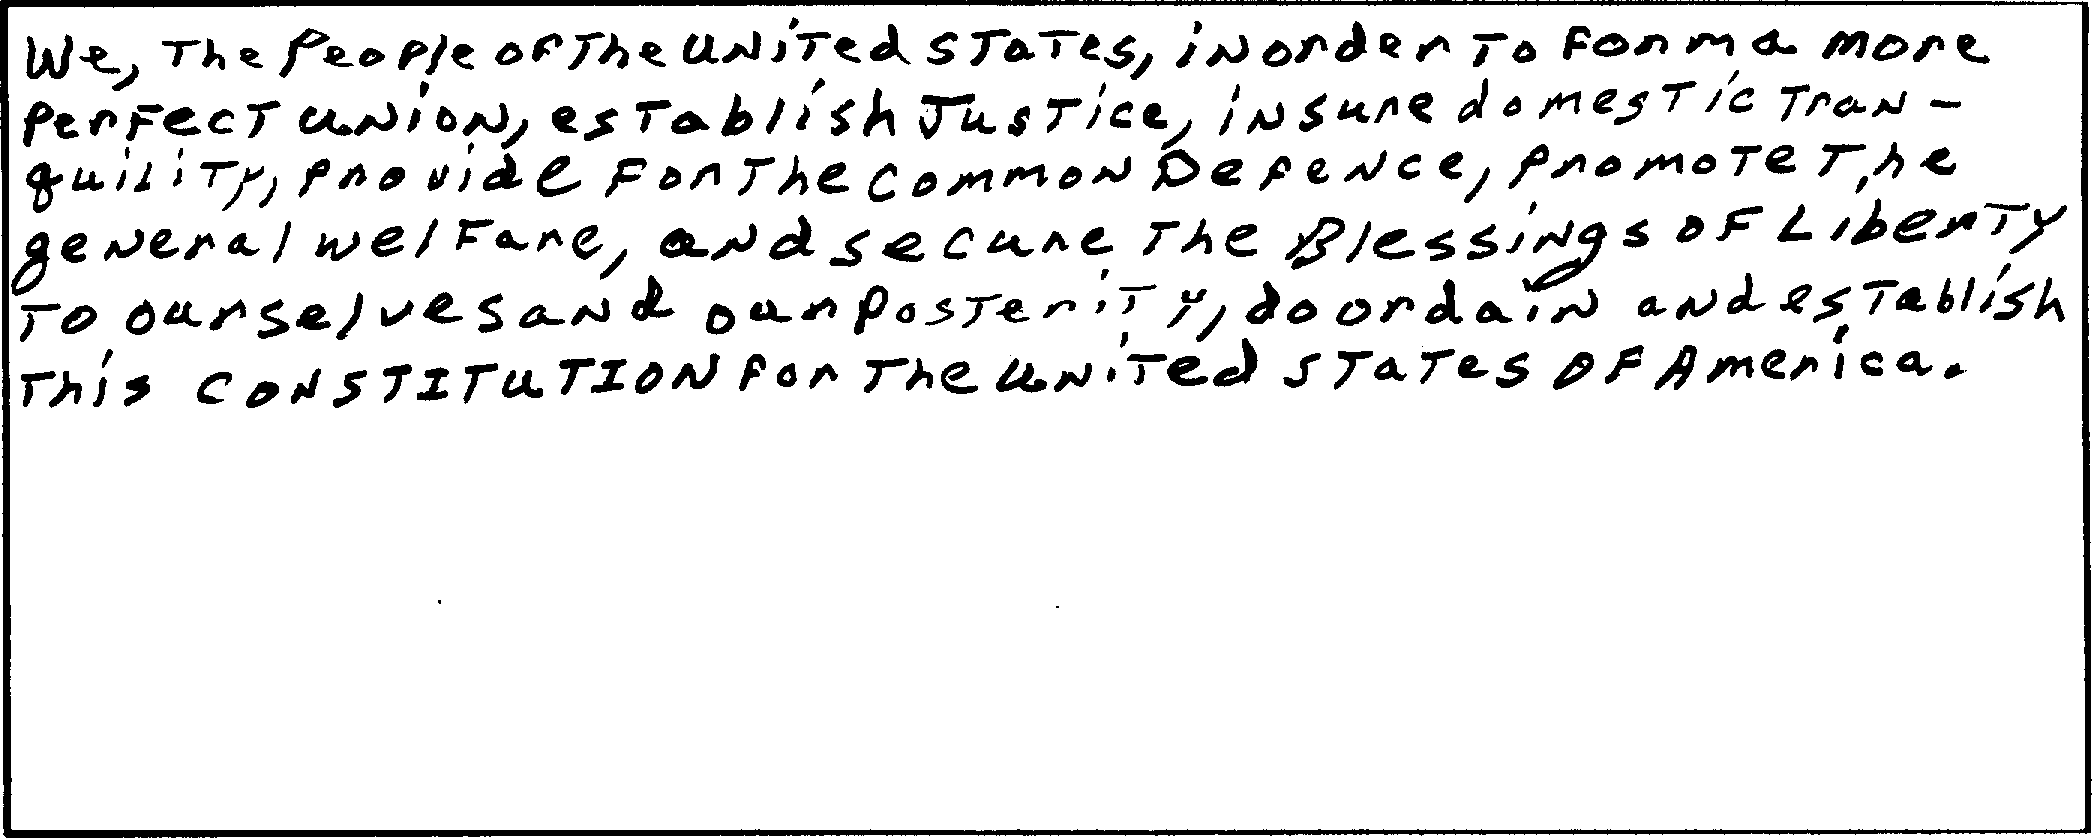 We, The People of The United States, in order To form a more
perfect union, establish Justice, insure domestic Tran-
quility, provide for The common Defence, promote The
general welfare, and secure The Blessings of Liberty
To ourselves and our posterity, do ordain and establish
This CONSTITUTION for The United States of America.